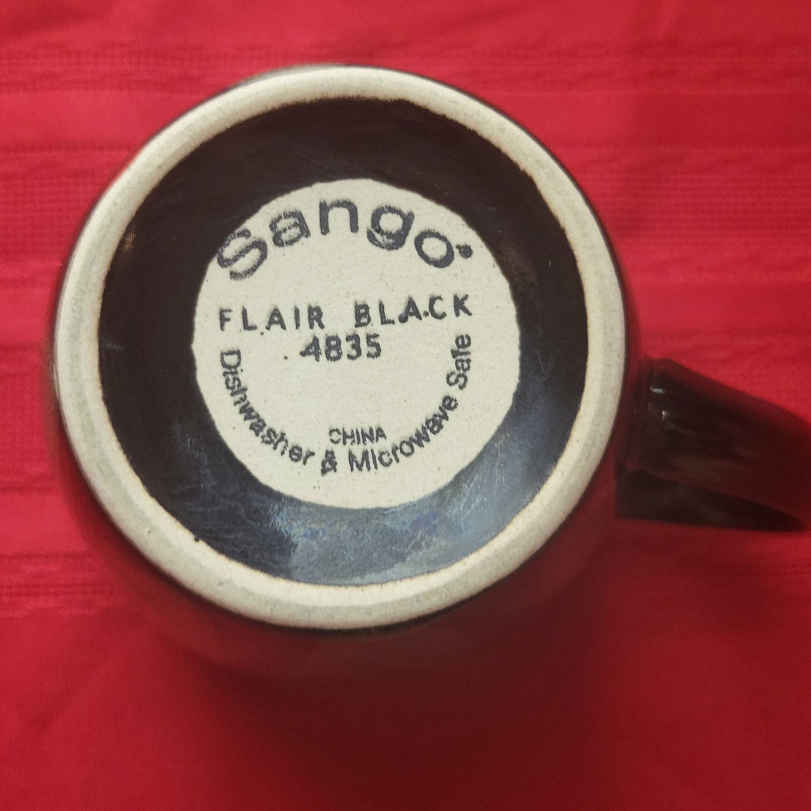 Sango
FLAIR BLACK
4835
CHINA
Dishwasher & Microwave Safe